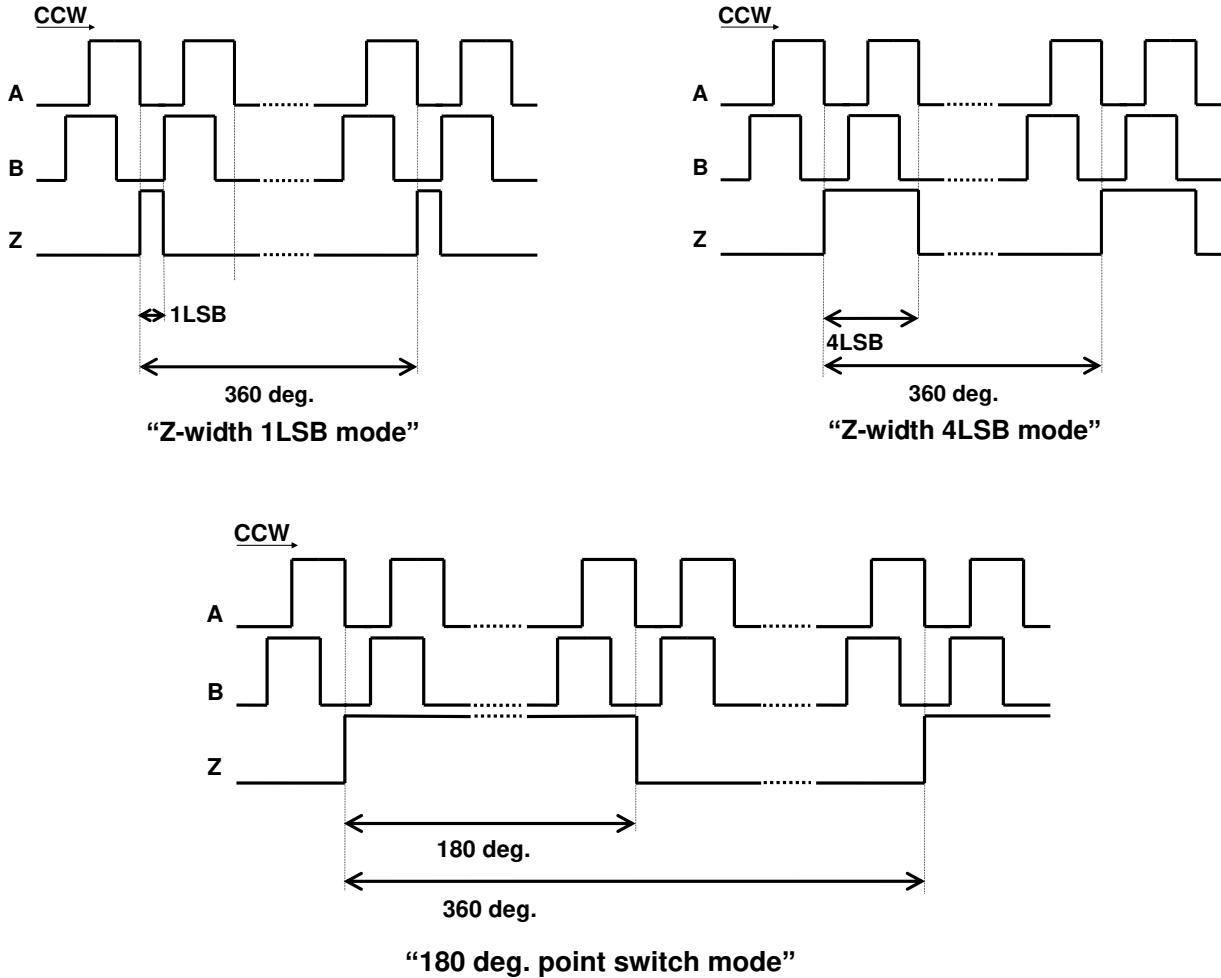 CCW
A
B
Z
1LSB
360 deg.
“Z-width 1LSB mode”
CCW
A
B
Z
4LSB
360 deg.
“Z-width 4LSB mode”
CCW
A
B
Z
180 deg.
360 deg.
“180 deg. point switch mode”